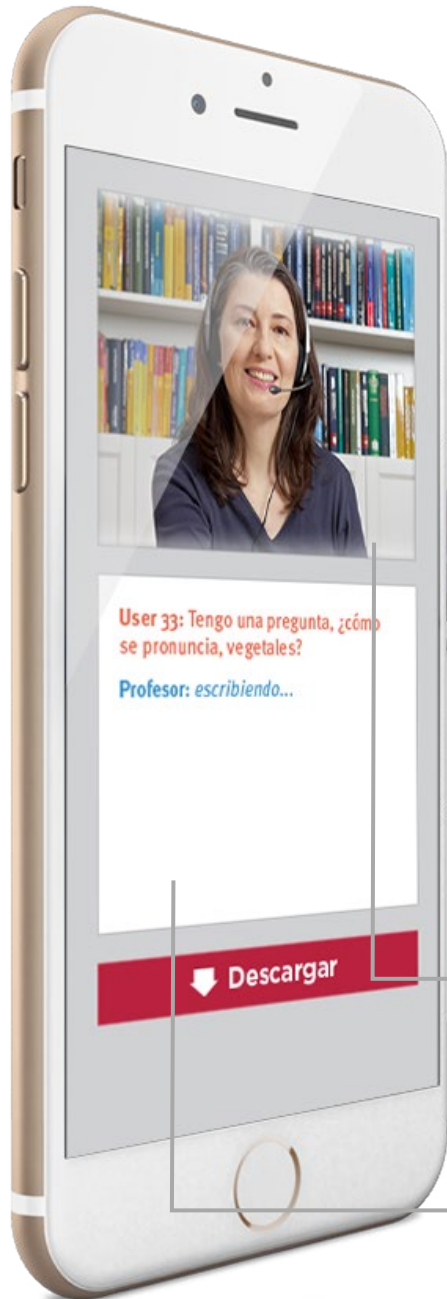 User 33: Tengo una pregunta, ¿cómo
se pronuncia, vegetales?
Profesor: escribiendo...
Descargar